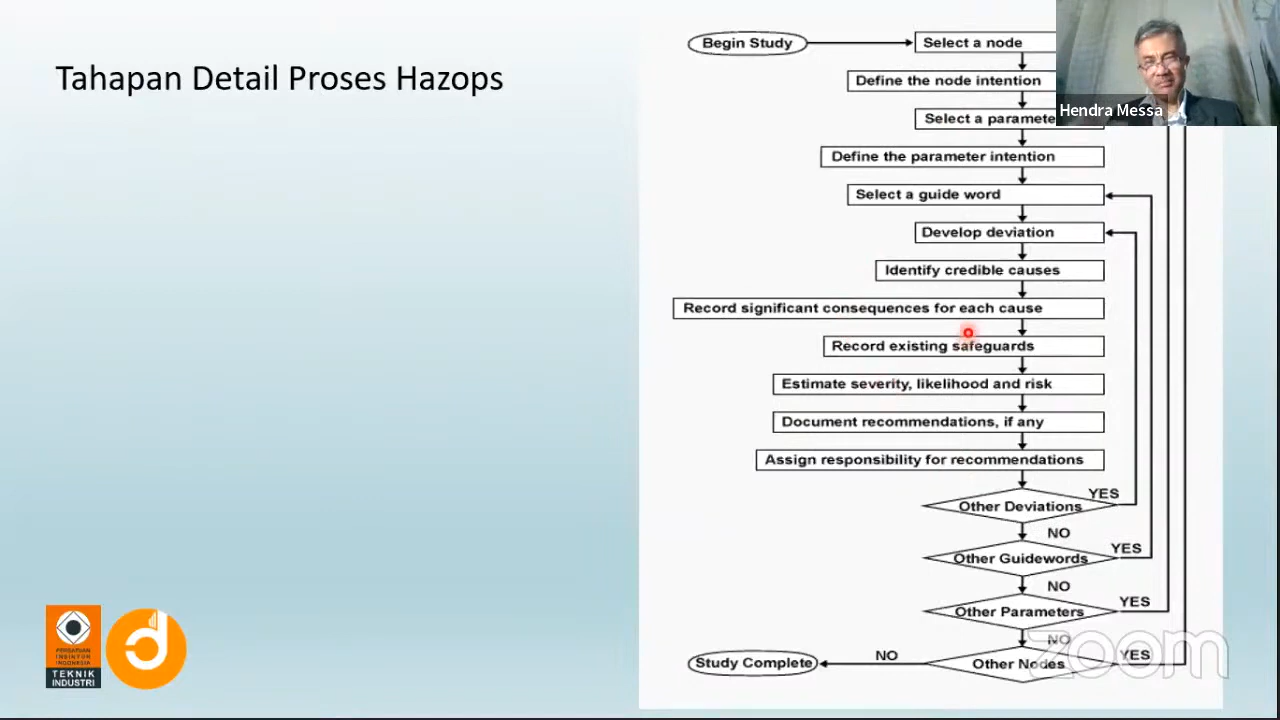 Tahapan Detail Proses Hazops
Begin Study
Select a node
Define the node intention
Hendra Messa
Select a paramete
Define the parameter intention
Select a guide word
Develop deviation
Identify credible causes
Record significant consequences for each cause
Record existing safeguards
Estimate severity, likelihood and risk
Document recommendations, if any
Assign responsibility for recommendations
YES
Other Deviations
NO
YES
Other Guidewords
NO
YES
Other Parameters
NO
zoom
Study Complete
NO
Other Nodes
YES
PERSATUAN
INSINYUR
INDONESIA
TEKNIK
INDUSTRI